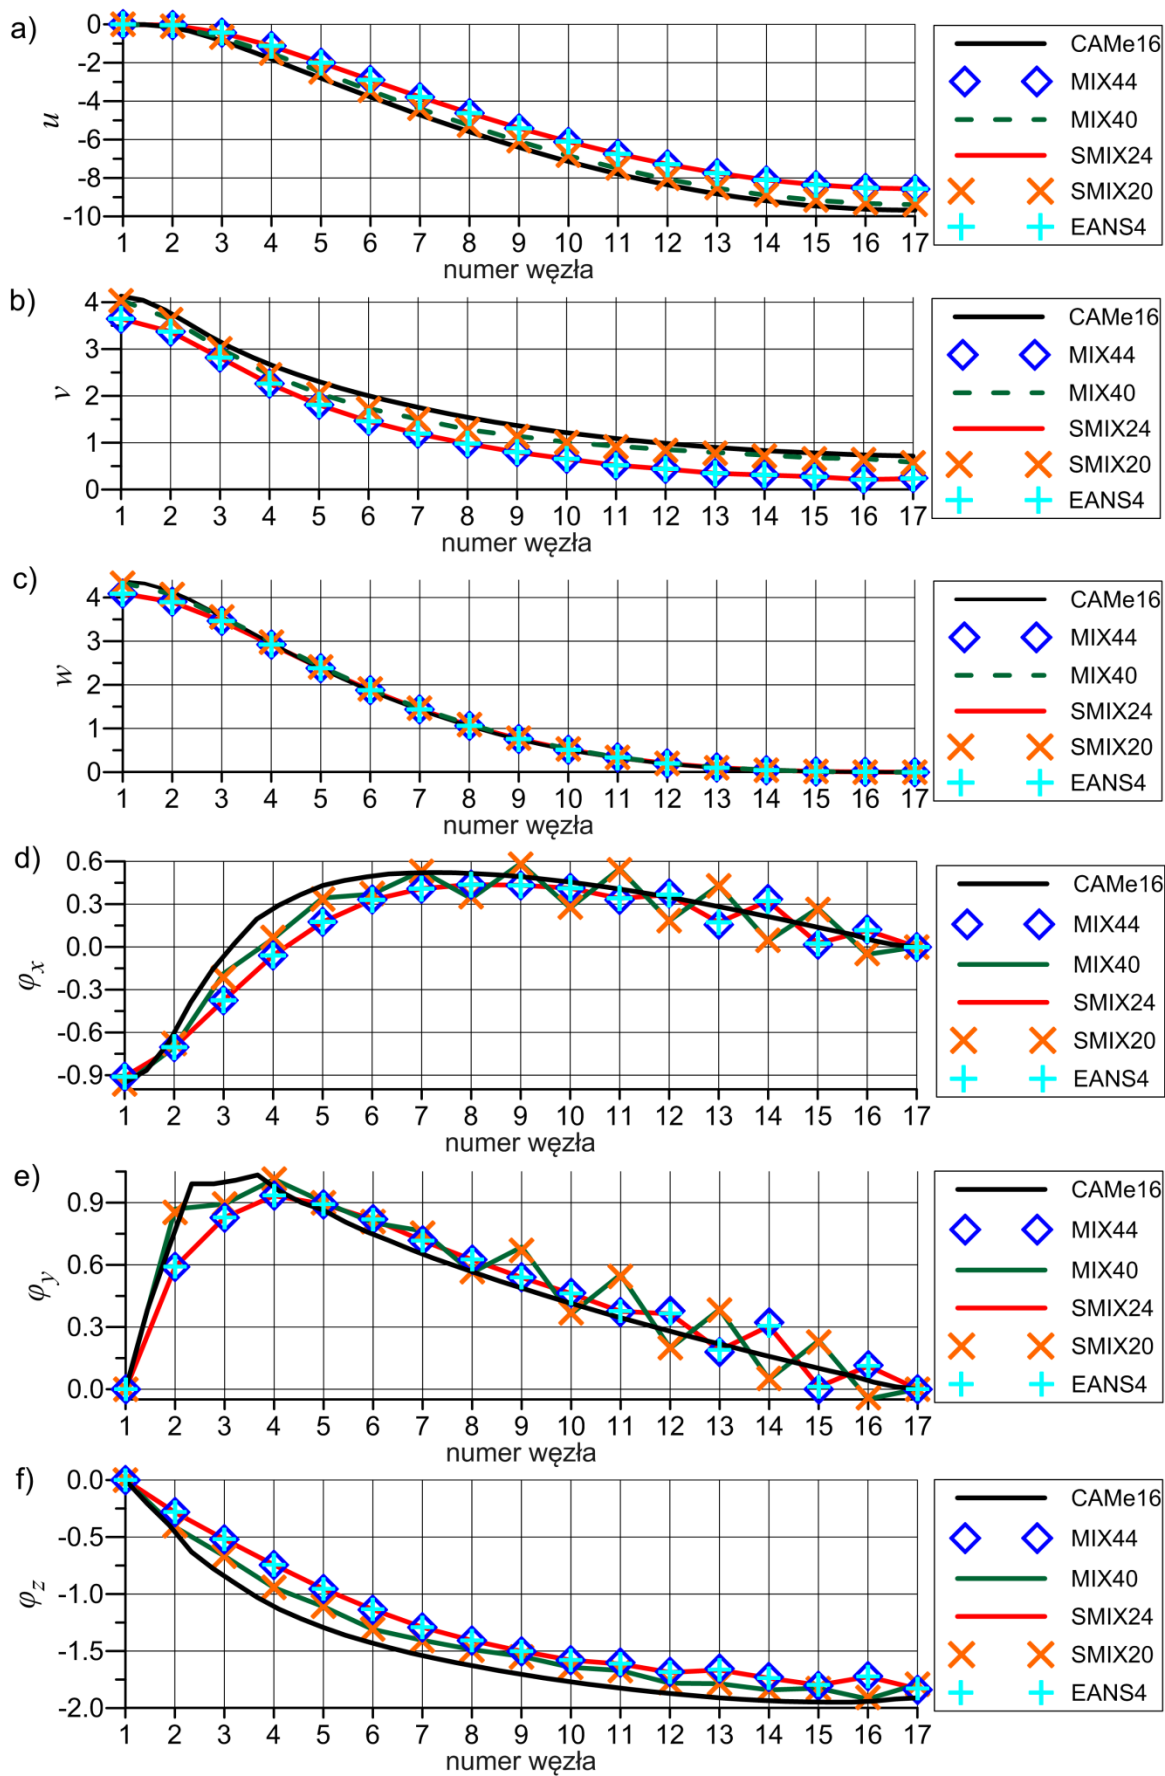 a)
0
-2
-4
-6
-8
-10
u
1 2 3 4 5 6 7 8 9 10 11 12 13 14 15 16 17
numer węzła
CAMe16
MIX44
MIX40
SMIX24
SMIX20
EANS4
b)
4
3
2
1
0
v
1 2 3 4 5 6 7 8 9 10 11 12 13 14 15 16 17
numer węzła
CAMe16
MIX44
MIX40
SMIX24
SMIX20
EANS4
c)
4
3
2
1
0
w
1 2 3 4 5 6 7 8 9 10 11 12 13 14 15 16 17
numer węzła
CAMe16
MIX44
MIX40
SMIX24
SMIX20
EANS4
d)
0.6
0.3
0.0
-0.3
-0.6
-0.9
φx
1 2 3 4 5 6 7 8 9 10 11 12 13 14 15 16 17
numer węzła
CAMe16
MIX44
MIX40
SMIX24
SMIX20
EANS4
e)
0.9
0.6
0.3
0.0
φy
1 2 3 4 5 6 7 8 9 10 11 12 13 14 15 16 17
numer węzła
CAMe16
MIX44
MIX40
SMIX24
SMIX20
EANS4
f)
0.0
-0.5
-1.0
-1.5
-2.0
φz
1 2 3 4 5 6 7 8 9 10 11 12 13 14 15 16 17
numer węzła
CAMe16
MIX44
MIX40
SMIX24
SMIX20
EANS4